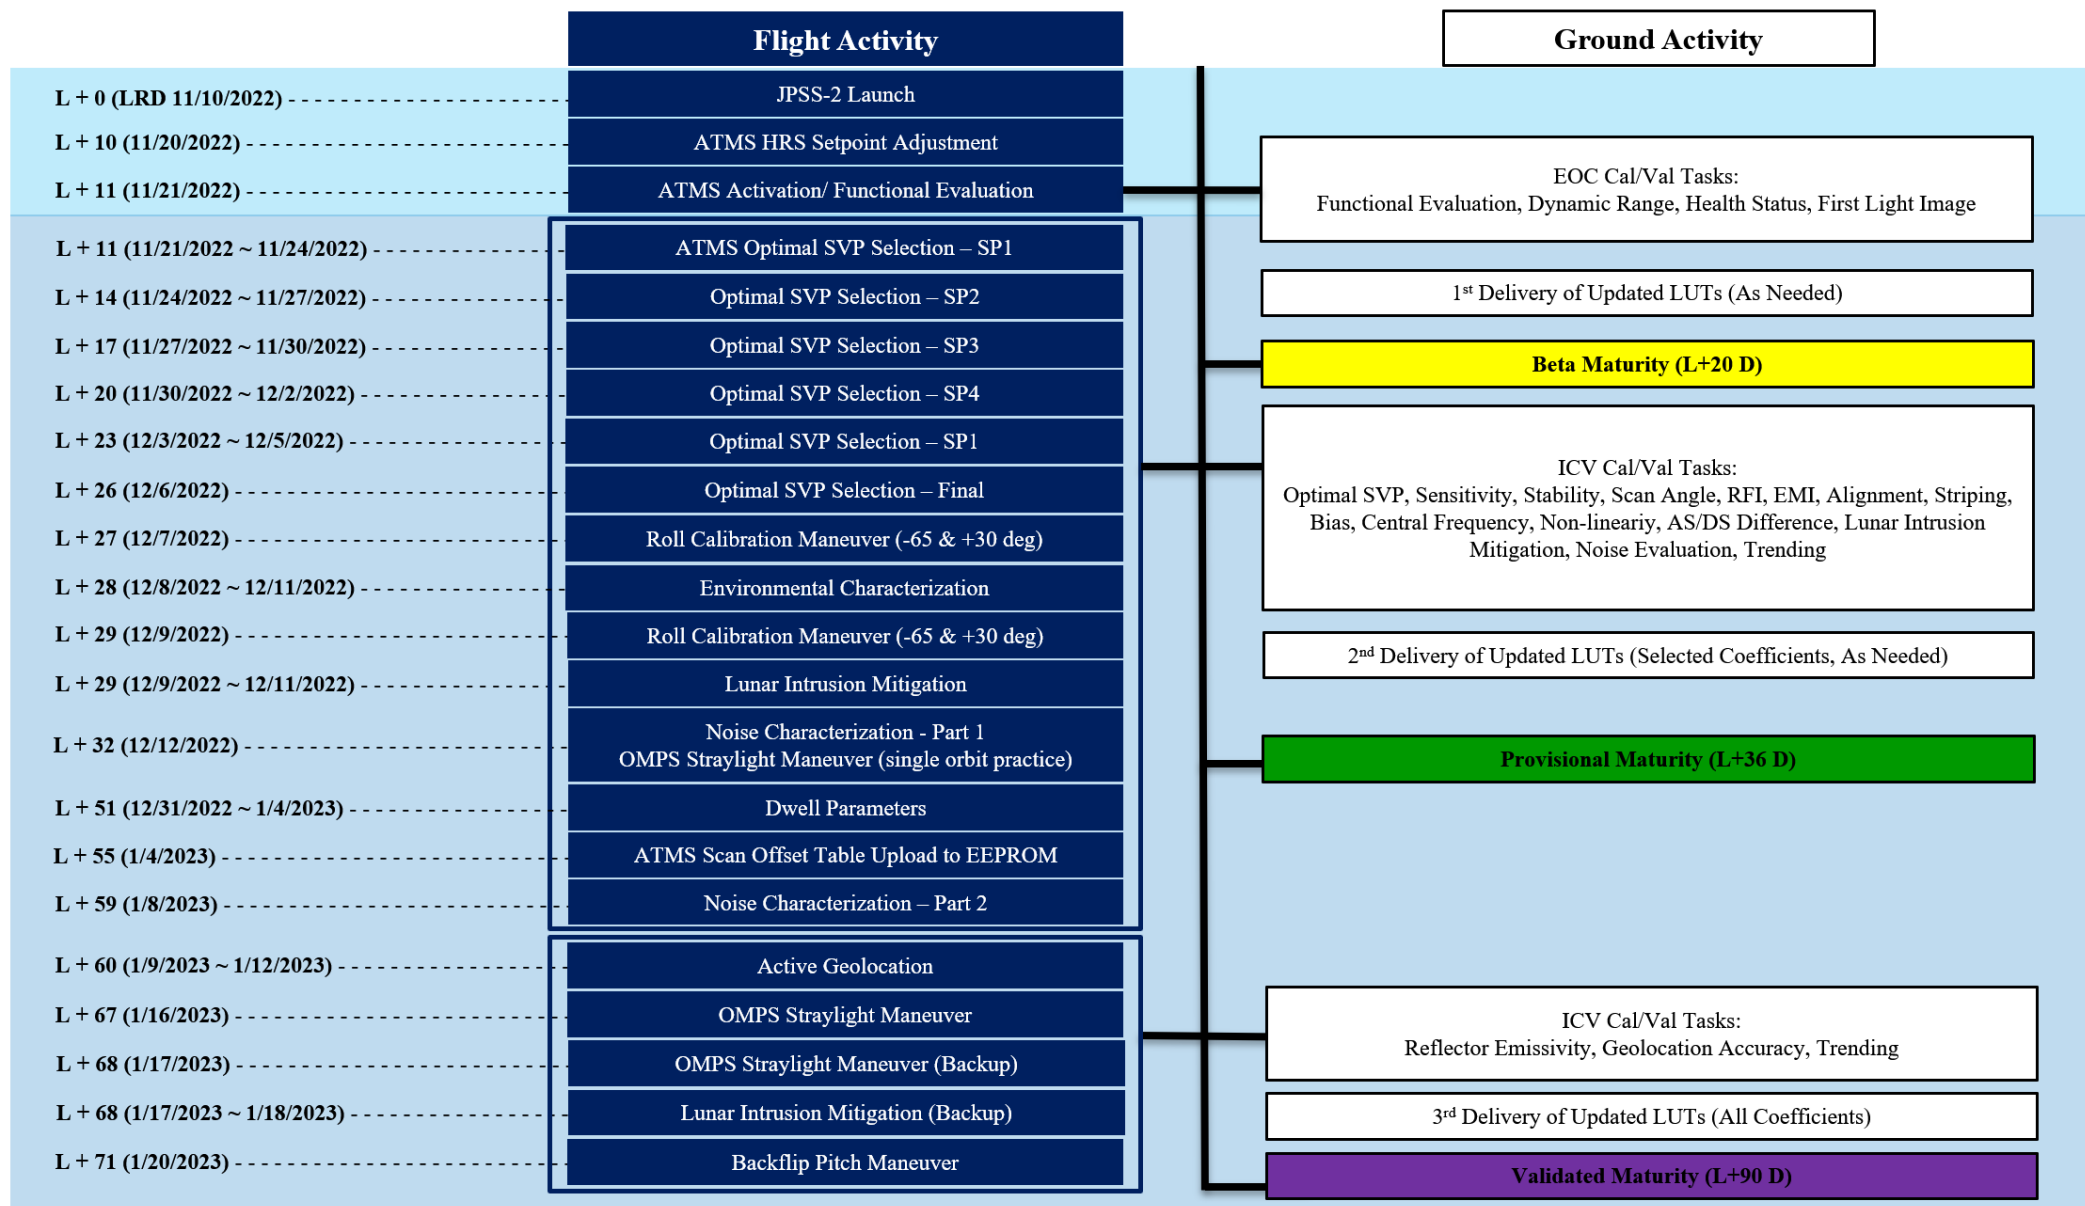 Flight Activity
Ground Activity
L + 0 (LRD 11/10/2022)
JPSS-2 Launch
L + 10 (11/20/2022)
ATMS HRS Setpoint Adjustment
L + 11 (11/21/2022)
ATMS Activation/ Functional Evaluation
EOC Cal/Val Tasks:
Functional Evaluation, Dynamic Range, Health Status, First Light Image
L + 11 (11/21/2022 ~ 11/24/2022)
ATMS Optimal SVP Selection – SP1
L + 14 (11/24/2022 ~ 11/27/2022)
Optimal SVP Selection – SP2
1st Delivery of Updated LUTs (As Needed)
L + 17 (11/27/2022 ~ 11/30/2022)
Optimal SVP Selection – SP3
Beta Maturity (L+20 D)
L + 20 (11/30/2022 ~ 12/2/2022)
Optimal SVP Selection – SP4
L + 23 (12/3/2022 ~ 12/5/2022)
Optimal SVP Selection – SP1
L + 26 (12/6/2022)
Optimal SVP Selection – Final
ICV Cal/Val Tasks:
Optimal SVP, Sensitivity, Stability, Scan Angle, RFI, EMI, Alignment, Striping,
Bias, Central Frequency, Non-lineariy, AS/DS Difference, Lunar Intrusion
Mitigation, Noise Evaluation, Trending
L + 27 (12/7/2022)
Roll Calibration Maneuver (-65 & +30 deg)
L + 28 (12/8/2022 ~ 12/11/2022)
Environmental Characterization
L + 29 (12/9/2022)
Roll Calibration Maneuver (-65 & +30 deg)
2nd Delivery of Updated LUTs (Selected Coefficients, As Needed)
L + 29 (12/9/2022 ~ 12/11/2022)
Lunar Intrusion Mitigation
L + 32 (12/12/2022)
Noise Characterization - Part 1
OMPS Straylight Maneuver (single orbit practice)
Provisional Maturity (L+36 D)
L + 51 (12/31/2022 ~ 1/4/2023)
Dwell Parameters
L + 55 (1/4/2023)
ATMS Scan Offset Table Upload to EEPROM
L + 59 (1/8/2023)
Noise Characterization – Part 2
L + 60 (1/9/2023 ~ 1/12/2023)
Active Geolocation
L + 67 (1/16/2023)
OMPS Straylight Maneuver
ICV Cal/Val Tasks:
Reflector Emissivity, Geolocation Accuracy, Trending
L + 68 (1/17/2023)
OMPS Straylight Maneuver (Backup)
L + 68 (1/17/2023 ~ 1/18/2023)
Lunar Intrusion Mitigation (Backup)
3rd Delivery of Updated LUTs (All Coefficients)
L + 71 (1/20/2023)
Backflip Pitch Maneuver
Validated Maturity (L+90 D)